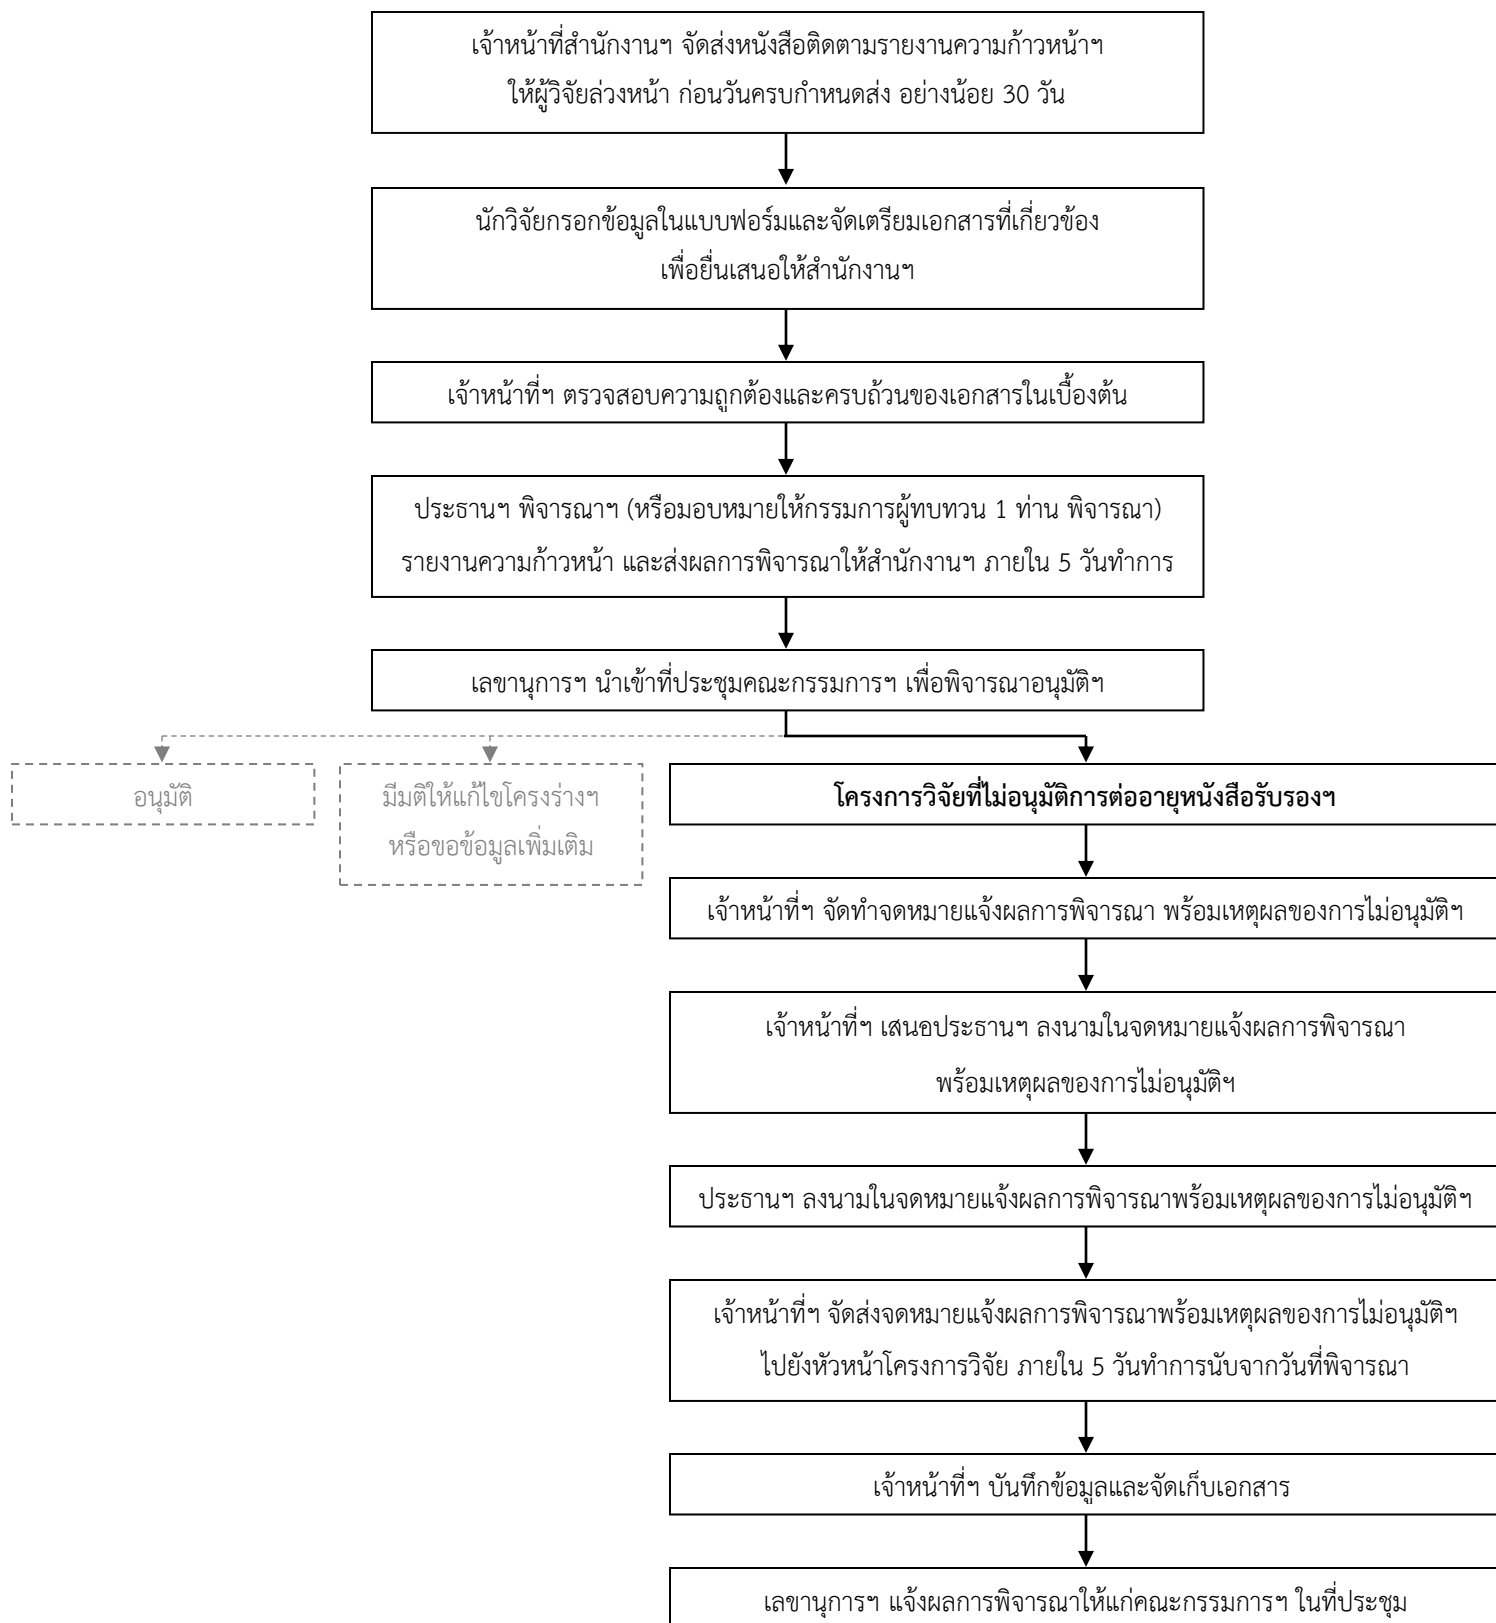 เจ้าหน้าที่สำนักงานฯ จัดส่งหนังสือติดตามรายงานความก้าวหน้าฯ
ให้ผู้วิจัยล่วงหน้า ก่อนวันครบกำหนดส่ง อย่างน้อย 30 วัน
นักวิจัยกรอกข้อมูลในแบบฟอร์มและจัดเตรียมเอกสารที่เกี่ยวข้อง
เพื่อยื่นเสนอให้สำนักงานฯ
เจ้าหน้าที่ฯ ตรวจสอบความถูกต้องและครบถ้วนของเอกสารในเบื้องต้น
ประธานฯ พิจารณาฯ (หรือมอบหมายให้กรรมการผู้ทบทวน 1 ท่าน พิจารณา)
รายงานความก้าวหน้า และส่งผลการพิจารณาให้สำนักงานฯ ภายใน 5 วันทำการ
เลขานุการฯ นำเข้าที่ประชุมคณะกรรมการฯ เพื่อพิจารณาอนุมัติฯ
อนุมัติ
มีมติให้แก้ไขโครงร่างฯ
หรือขอข้อมูลเพิ่มเติม
โครงการวิจัยที่ไม่อนุมัติการต่ออายุหนังสือรับรองฯ
เจ้าหน้าที่ฯ จัดทำจดหมายแจ้งผลการพิจารณา พร้อมเหตุผลของการไม่อนุมัติฯ
เจ้าหน้าที่ฯ เสนอประธานฯ ลงนามในจดหมายแจ้งผลการพิจารณา
พร้อมเหตุผลของการไม่อนุมัติฯ
ประธานฯ ลงนามในจดหมายแจ้งผลการพิจารณาพร้อมเหตุผลของการไม่อนุมัติฯ
เจ้าหน้าที่ฯ จัดส่งจดหมายแจ้งผลการพิจารณาพร้อมเหตุผลของการไม่อนุมัติฯ
ไปยังหัวหน้าโครงการวิจัย ภายใน 5 วันทำการนับจากวันที่พิจารณา
เจ้าหน้าที่ฯ บันทึกข้อมูลและจัดเก็บเอกสาร
เลขานุการฯ แจ้งผลการพิจารณาให้แก่คณะกรรมการฯ ในที่ประชุม